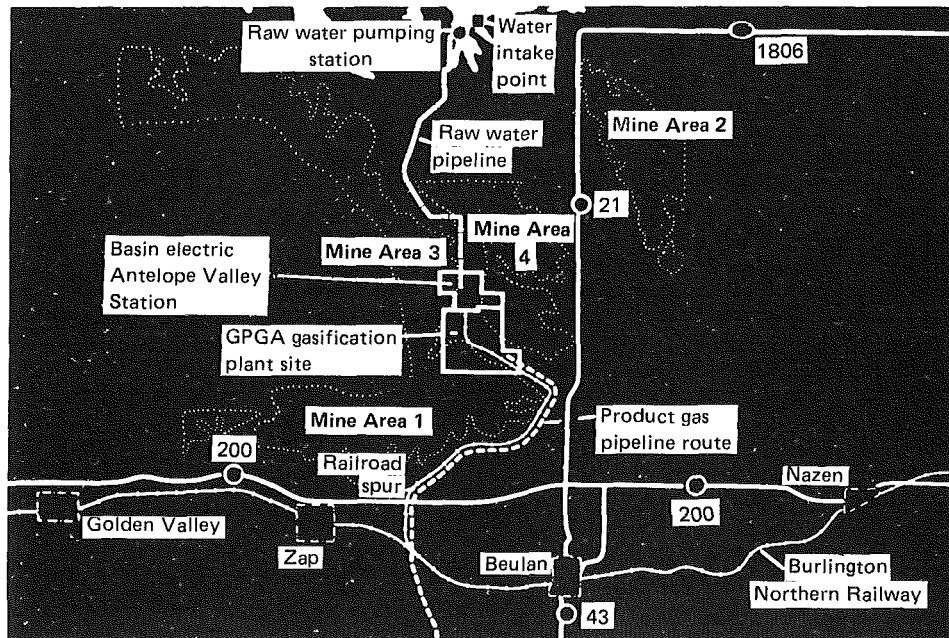 Raw water pumping
station
Water
intake
point
1806
Mine Area 2
Raw water
pipeline
21
Mine Area
4
Mine Area 3
Basin electric
Antelope Valley
Station
GPGA gasification
plant site
Mine Area 1
Product gas
pipeline route
200
Railroad
spur
Nazen
Golden Valley
200
Zap
Beulan
Burlington
Northern Railway
43